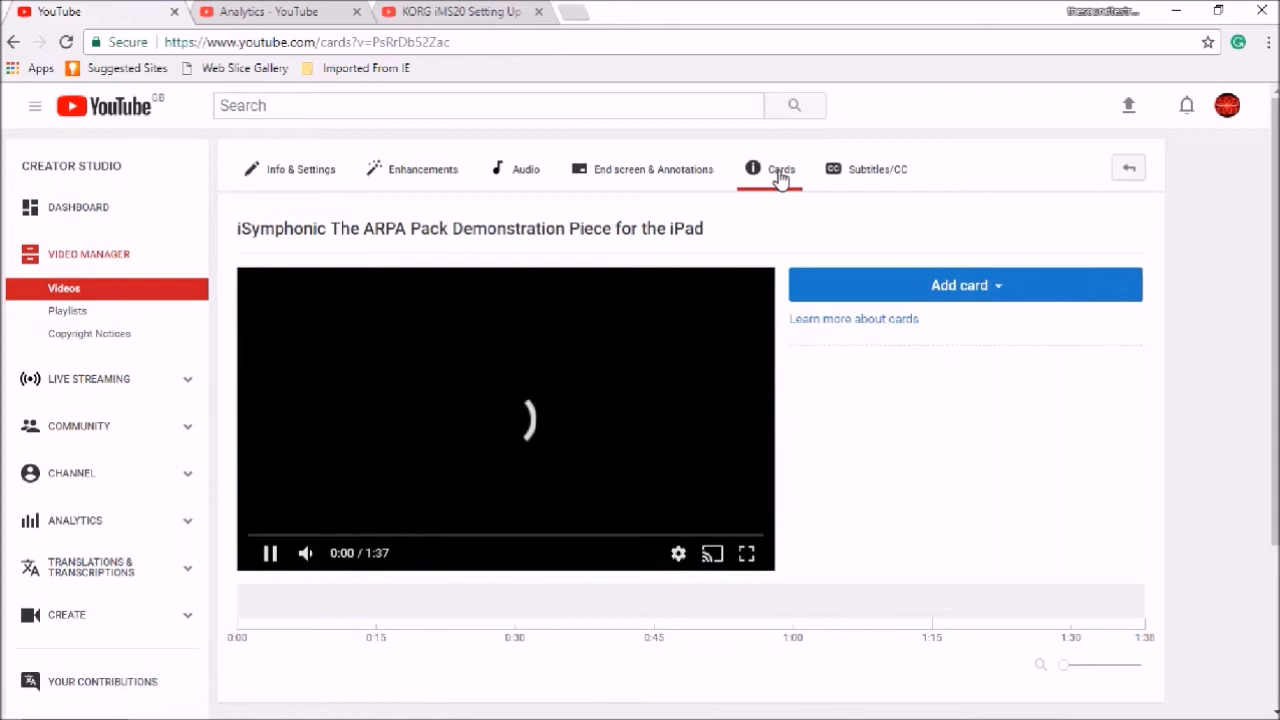 YouTube
Analytics - YouTube
KORG iMS20 Setting Up
thesoundtestr...
Secure
https://www.youtube.com/cards?v=PsRrDb52Zac
Apps
Suggested Sites
Web Slice Gallery
Imported From IE
YouTube GB
Search
CREATOR STUDIO
DASHBOARD
VIDEO MANAGER
Videos
Playlists
Copyright Notices
LIVE STREAMING
COMMUNITY
CHANNEL
ANALYTICS
TRANSLATIONS &
TRANSCRIPTIONS
CREATE
YOUR CONTRIBUTIONS
Info & Settings
Enhancements
Audio
End screen & Annotations
Cards
CC Subtitles/CC
iSymphonic The ARPA Pack Demonstration Piece for the iPad
Add card
Learn more about cards
0:00 / 1:37
0:00 0:15 0:30 0:45 1:00 1:15 1:30 1:38